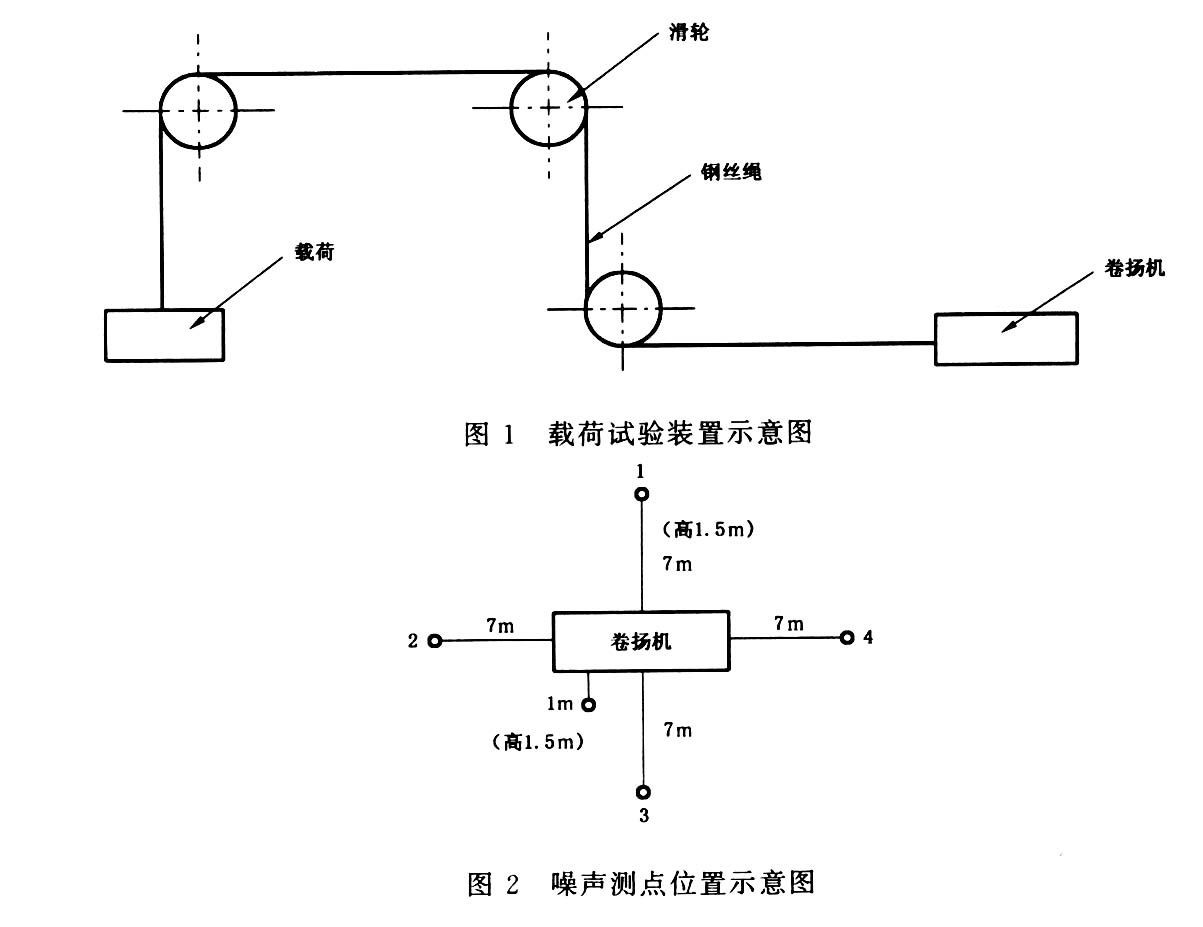 滑轮
钢丝绳
载荷
卷扬机
图 1 载荷试验装置示意图
1
(高1.5m)
7m
7m
7m
2
卷扬机
4
1m
7m
(高1.5m)
3
图 2 噪声测点位置示意图